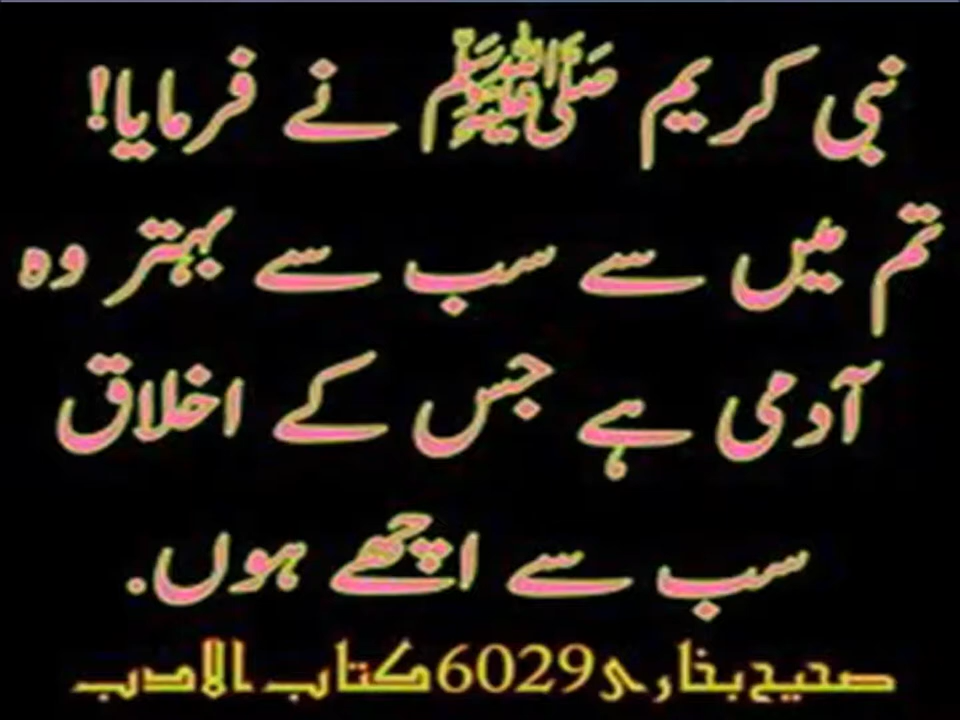 نبی کریم ﷺ نے فرمایا!
تم میں سے سب سے بہتر وہ
آدمی ہے جس کے اخلاق
سب سے اچھے ہوں.
صحیح بخاری 6029 کتاب الادب